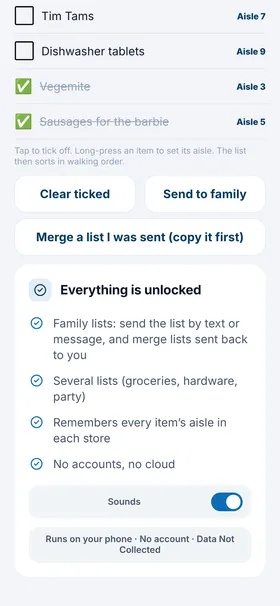 Tim Tams Aisle 7
Dishwasher tablets Aisle 9
Vegemite Aisle 3
Sausages for the barbie Aisle 5
Tap to tick off. Long-press an item to set its aisle. The list
then sorts in walking order.
Clear ticked Send to family
Merge a list I was sent (copy it first)
Everything is unlocked
Family lists: send the list by text or
message, and merge lists sent back
to you
Several lists (groceries, hardware,
party)
Remembers every item's aisle in
each store
No accounts, no cloud
Sounds
Runs on your phone · No account · Data Not
Collected